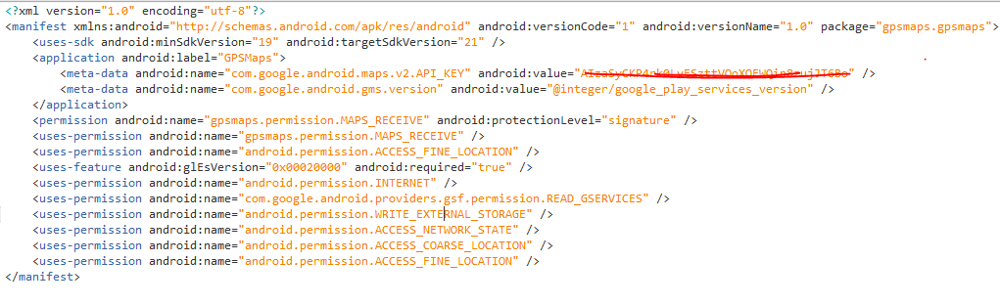 <?xml version="1.0" encoding="utf-8"?>
<manifest xmlns:android="http://schemas.android.com/apk/res/android" android:versionCode="1" android:versionName="1.0" package="gpsmaps.gpsmaps">
<uses-sdk android:minSdkVersion="19" android:targetSdkVersion="21" />
<application android:label="GPSMaps">
<meta-data android:name="com.google.android.maps.v2.API_KEY" android:value="" />
<meta-data android:name="com.google.android.gms.version" android:value="@integer/google_play_services_version" />
</application>
<permission android:name="gpsmaps.permission.MAPS_RECEIVE" android:protectionLevel="signature" />
<uses-permission android:name="gpsmaps.permission.MAPS_RECEIVE" />
<uses-permission android:name="android.permission.ACCESS_FINE_LOCATION" />
<uses-feature android:glEsVersion="0x00020000" android:required="true" />
<uses-permission android:name="android.permission.INTERNET" />
<uses-permission android:name="com.google.android.providers.gsf.permission.READ_GSERVICES" />
<uses-permission android:name="android.permission.WRITE_EXTERNAL_STORAGE" />
<uses-permission android:name="android.permission.ACCESS_NETWORK_STATE" />
<uses-permission android:name="android.permission.ACCESS_COARSE_LOCATION" />
<uses-permission android:name="android.permission.ACCESS_FINE_LOCATION" />
</manifest>